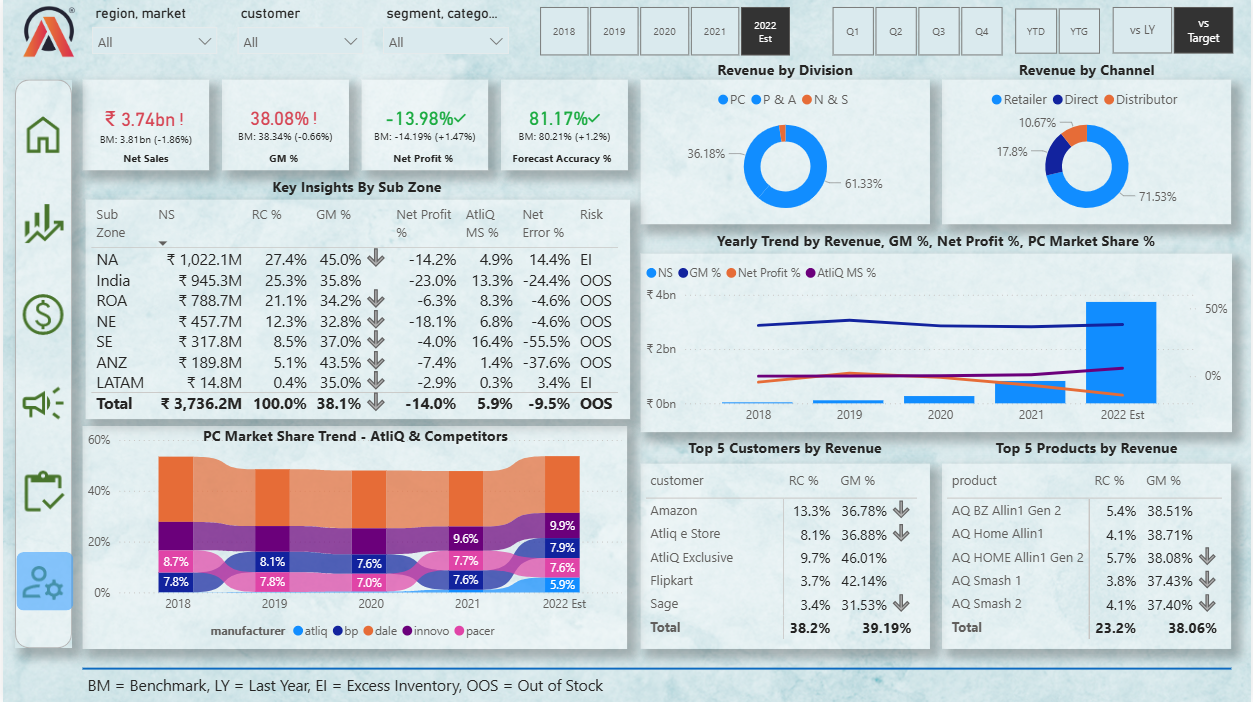 region, market
customer
segment, catego...
All
All
All
2018
2019
2020
2021
2022 Est
Q1
Q2
Q3
Q4
YTD
YTG
vs LY
vs Target
₹ 3.74bn !
BM: 3.81bn (-1.86%)
Net Sales
38.08% !
BM: 38.34% (-0.66%)
GM %
-13.98%✓
BM: -14.19% (+1.47%)
Net Profit %
81.17%✓
BM: 80.21% (+1.2%)
Forecast Accuracy %
Revenue by Division
PC P & A N & S
36.18%
61.33%
Revenue by Channel
Retailer Direct Distributor
10.67%
17.8%
71.53%
Key Insights By Sub Zone
Sub Zone NS RC % GM % Net Profit % AtliQ MS % Net Error % Risk
NA ₹ 1,022.1M 27.4% 45.0% -14.2% 4.9% 14.4% EI
India ₹ 945.3M 25.3% 35.8% -23.0% 13.3% -24.4% OOS
ROA ₹ 788.7M 21.1% 34.2% -6.3% 8.3% -4.6% OOS
NE ₹ 457.7M 12.3% 32.8% -18.1% 6.8% -4.6% OOS
SE ₹ 317.8M 8.5% 37.0% -4.0% 16.4% -55.5% OOS
ANZ ₹ 189.8M 5.1% 43.5% -7.4% 1.4% -37.6% OOS
LATAM ₹ 14.8M 0.4% 35.0% -2.9% 0.3% 3.4% EI
Total ₹ 3,736.2M 100.0% 38.1% -14.0% 5.9% -9.5% OOS
Yearly Trend by Revenue, GM %, Net Profit %, PC Market Share %
NS GM % Net Profit % AtliQ MS %
₹ 4bn
50%
₹ 2bn
0%
₹ 0bn
2018 2019 2020 2021 2022 Est
PC Market Share Trend - AtliQ & Competitors
60%
40%
20%
0%
8.7%
7.8%
8.1%
7.8%
7.6%
7.0%
9.6%
7.7%
7.6%
9.9%
7.9%
7.6%
5.9%
2018 2019 2020 2021 2022 Est
manufacturer atliq bp dale innovo pacer
Top 5 Customers by Revenue
customer RC % GM %
Amazon 13.3% 36.78%
Atliq e Store 8.1% 36.88%
AtliQ Exclusive 9.7% 46.01%
Flipkart 3.7% 42.14%
Sage 3.4% 31.53%
Total 38.2% 39.19%
Top 5 Products by Revenue
product RC % GM %
AQ BZ Allin1 Gen 2 5.4% 38.51%
AQ Home Allin1 4.1% 38.71%
AQ HOME Allin1 Gen 2 5.7% 38.08%
AQ Smash 1 3.8% 37.43%
AQ Smash 2 4.1% 37.40%
Total 23.2% 38.06%
BM = Benchmark, LY = Last Year, EI = Excess Inventory, OOS = Out of Stock